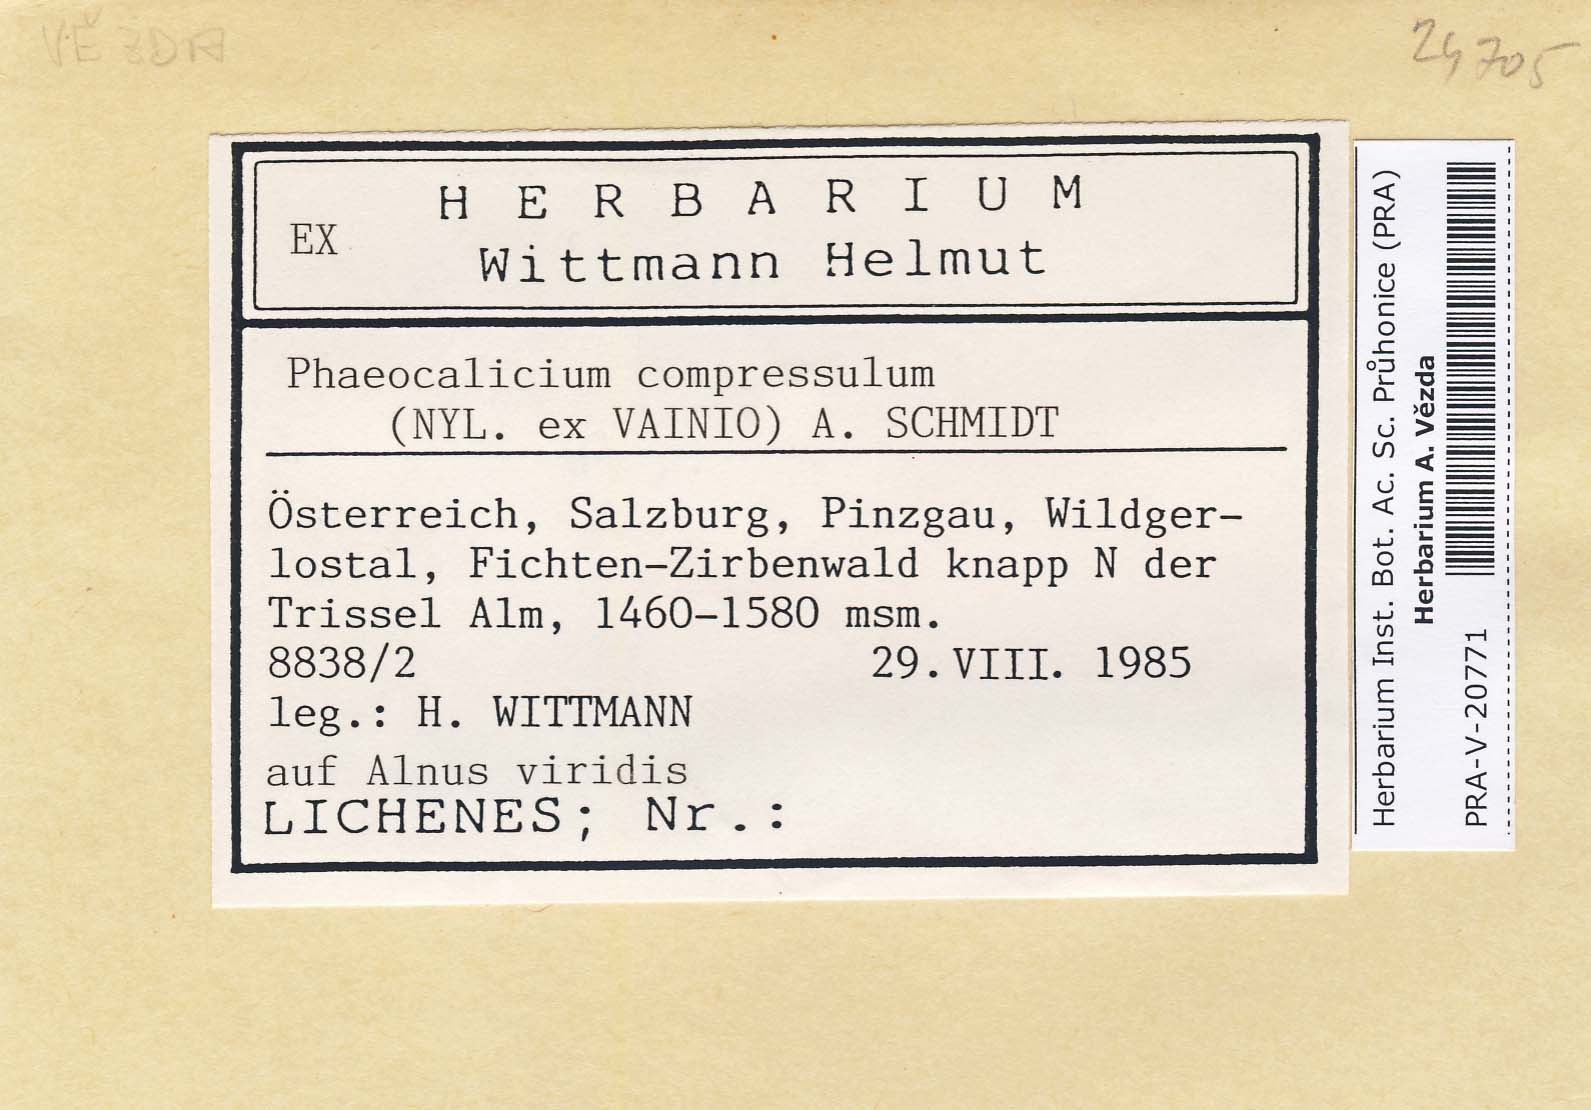 VĚZDA
24705
EX
HERBARIUM
Wittmann Helmut
Phaeocalicium compressulum
(NYL. ex VAINIO) A. SCHMIDT
Österreich, Salzburg, Pinzgau, Wildger-
lostal, Fichten-Zirbenwald knapp N der
Trissel Alm, 1460-1580 msm.
8838/2 29.VIII. 1985
leg.: H. WITTMANN
auf Alnus viridis
LICHENES; Nr.:
Herbarium Inst. Bot. Ac. Sc. Průhonice (PRA)
Herbarium A. Vězda
PRA-V-20771